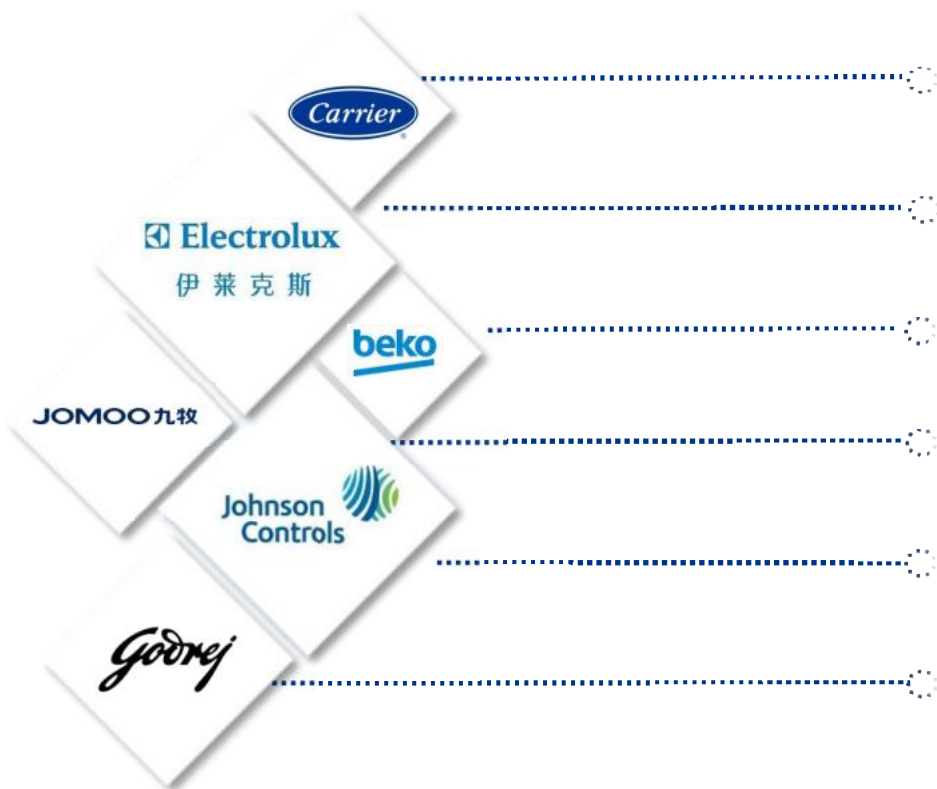 Carrier
®
Electrolux
伊莱克斯
beko
JOMOO九牧
Johnson
Controls
Godrej